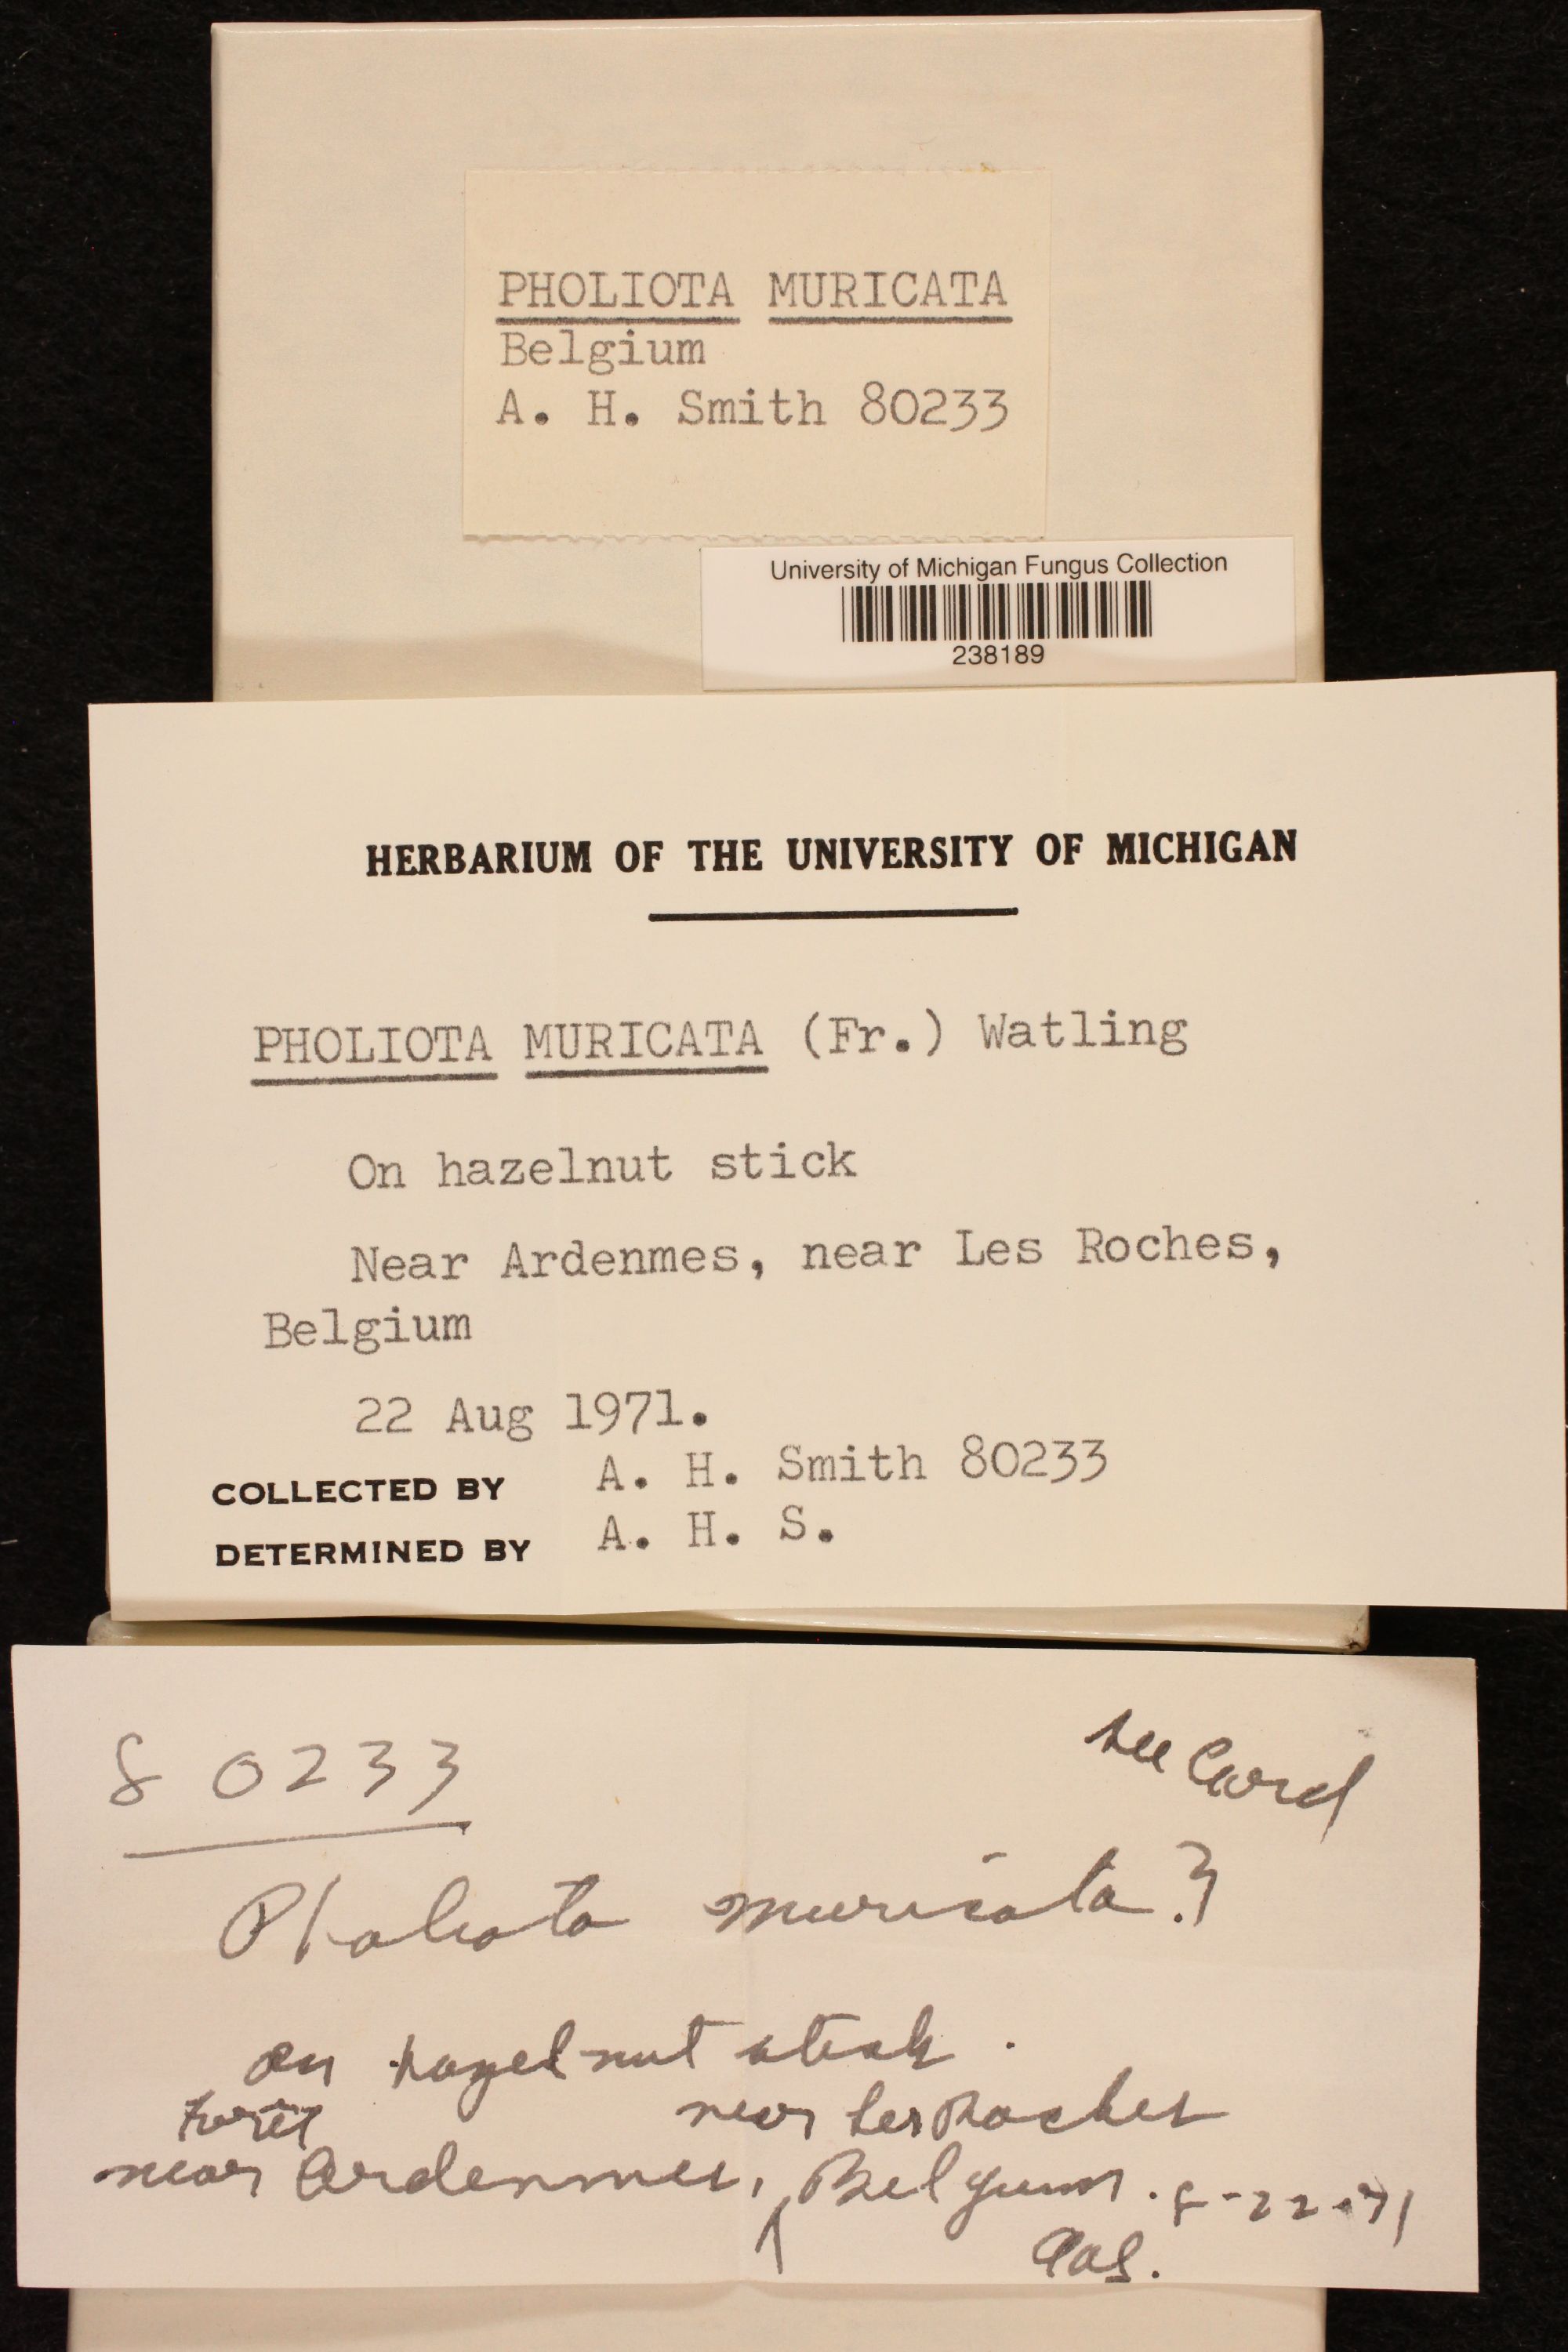 PHOLIOTA MURICATA
Belgium
A. H. Smith 80233
University of Michigan Fungus Collection
238189
HERBARIUM OF THE UNIVERSITY OF MICHIGAN
PHOLIOTA MURICATA (Fr.) Watling
On hazelnut stick
Near Ardenmes, near Les Roches,
Belgium
22 Aug 1971.
COLLECTED BY A. H. Smith 80233
DETERMINED BY A. H. S.
80233
see Card
Pholiota muricata?
on hazelnut stick.
Foret near Les Roches
near Ardenmes, Belgium. 8-22-71